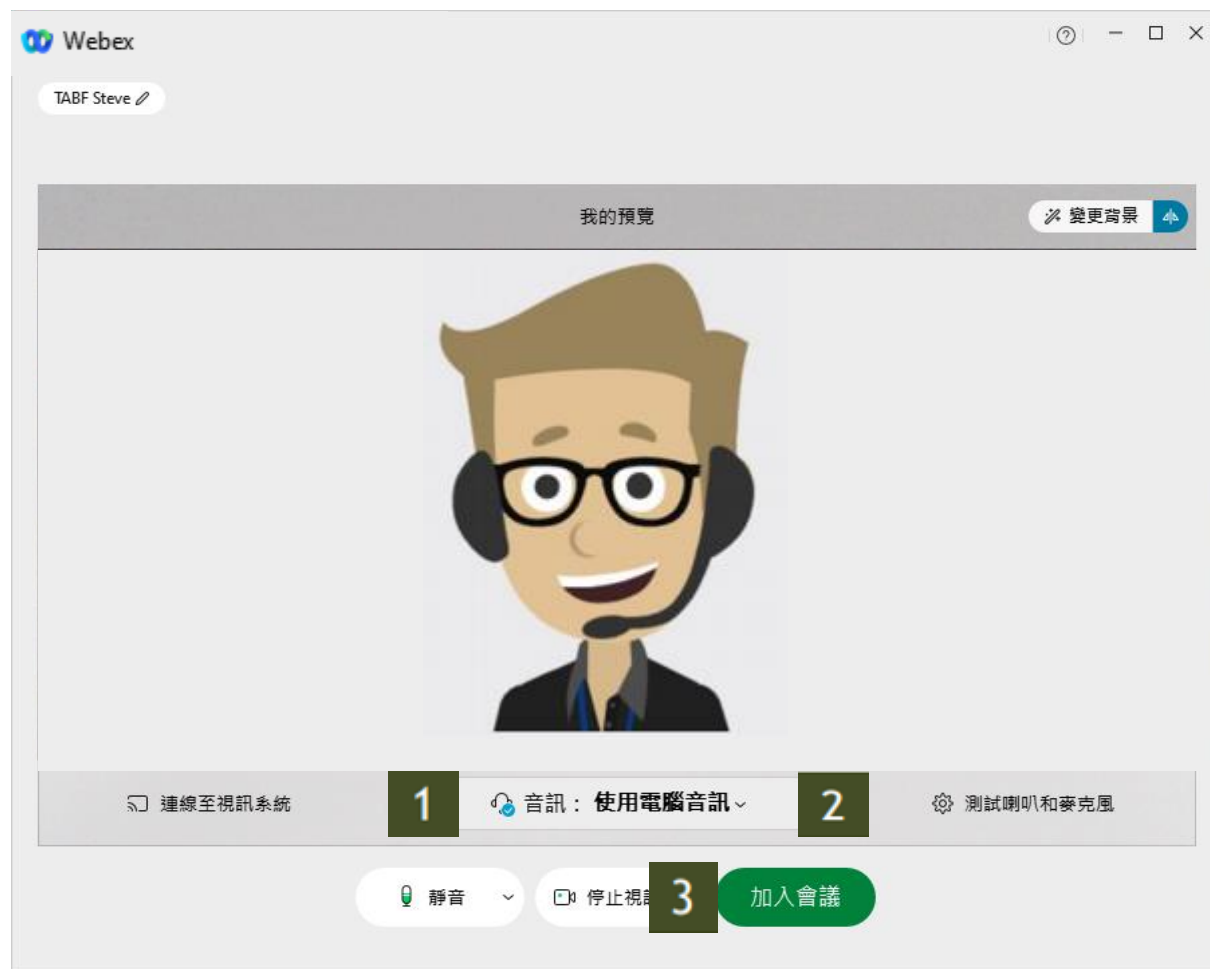 Webex
TABF Steve
我的預覽
變更背景
連線至視訊系統
1
音訊： 使用電腦音訊
2
測試喇叭和麥克風
靜音
停止視
3
加入會議